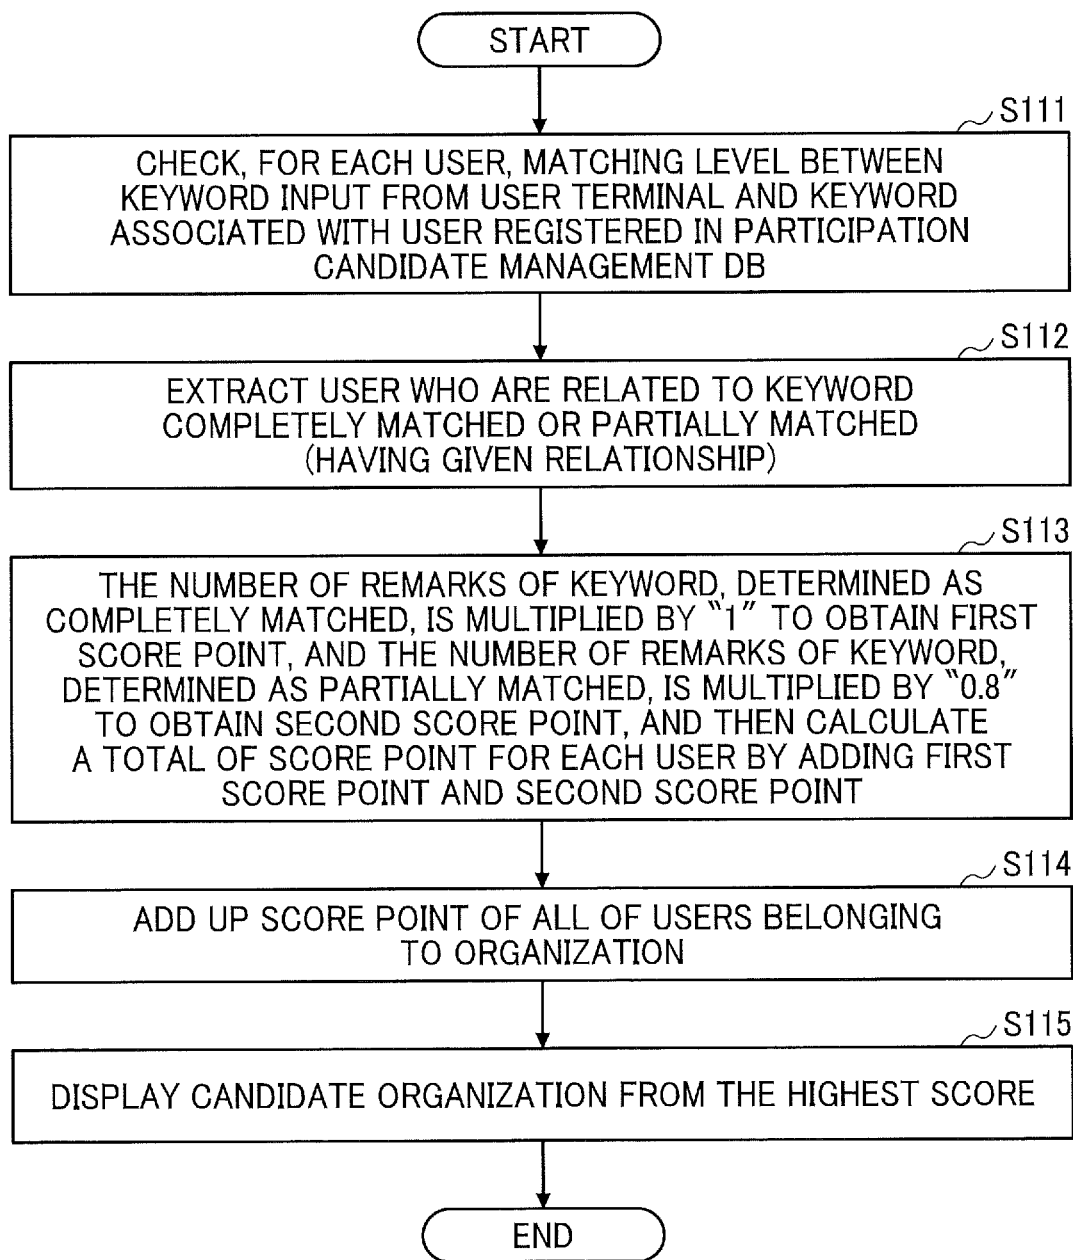 START
S111
CHECK, FOR EACH USER, MATCHING LEVEL BETWEEN
KEYWORD INPUT FROM USER TERMINAL AND KEYWORD
ASSOCIATED WITH USER REGISTERED IN PARTICIPATION
CANDIDATE MANAGEMENT DB
S112
EXTRACT USER WHO ARE RELATED TO KEYWORD
COMPLETELY MATCHED OR PARTIALLY MATCHED
(HAVING GIVEN RELATIONSHIP)
S113
THE NUMBER OF REMARKS OF KEYWORD, DETERMINED AS
COMPLETELY MATCHED, IS MULTIPLIED BY “1” TO OBTAIN FIRST
SCORE POINT, AND THE NUMBER OF REMARKS OF KEYWORD,
DETERMINED AS PARTIALLY MATCHED, IS MULTIPLIED BY “0.8”
TO OBTAIN SECOND SCORE POINT, AND THEN CALCULATE
A TOTAL OF SCORE POINT FOR EACH USER BY ADDING FIRST
SCORE POINT AND SECOND SCORE POINT
S114
ADD UP SCORE POINT OF ALL OF USERS BELONGING
TO ORGANIZATION
S115
DISPLAY CANDIDATE ORGANIZATION FROM THE HIGHEST SCORE
END